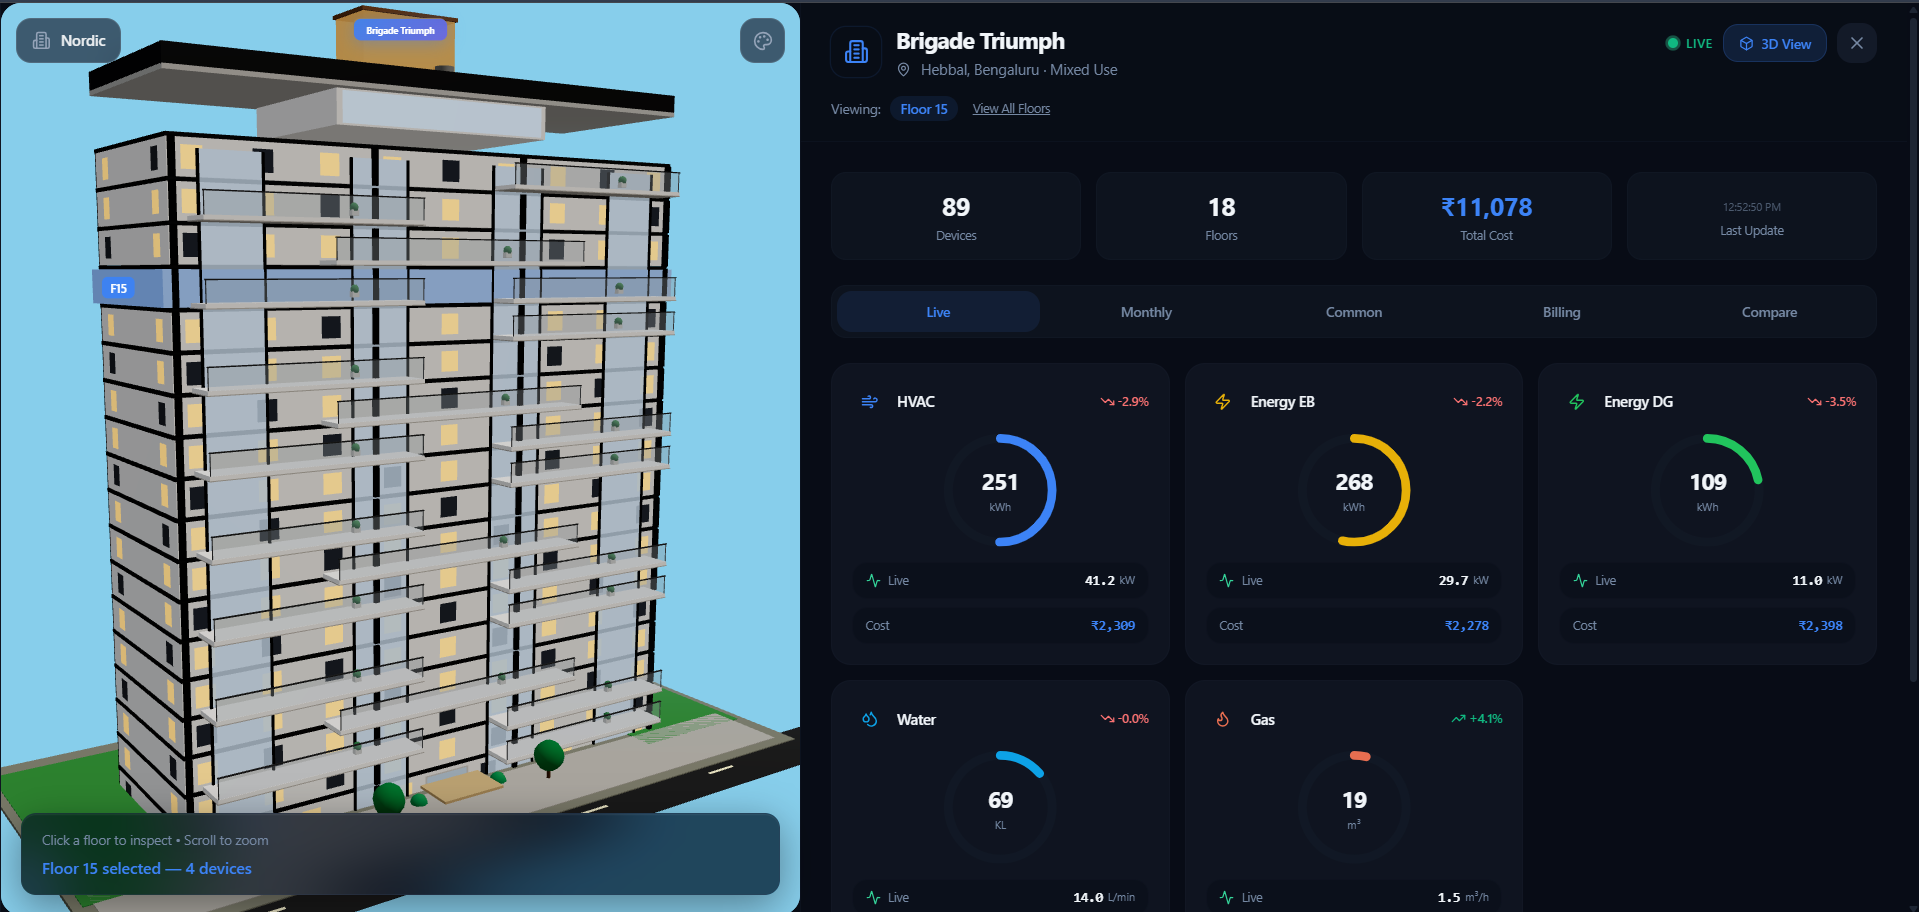 Nordic
Brigade Triumph
F15
Click a floor to inspect • Scroll to zoom
Floor 15 selected — 4 devices
Brigade Triumph
Hebbal, Bengaluru · Mixed Use
LIVE
3D View
Viewing: Floor 15 View All Floors
89
Devices
18
Floors
₹11,078
Total Cost
12:52:50 PM
Last Update
Live
Monthly
Common
Billing
Compare
HVAC
-2.9%
251
kWh
Live 41.2 kW
Cost ₹2,309
Energy EB
-2.2%
268
kWh
Live 29.7 kW
Cost ₹2,278
Energy DG
-3.5%
109
kWh
Live 11.0 kW
Cost ₹2,398
Water
-0.0%
69
KL
Live 14.0 L/min
Gas
+4.1%
19
m³
Live 1.5 m³/h